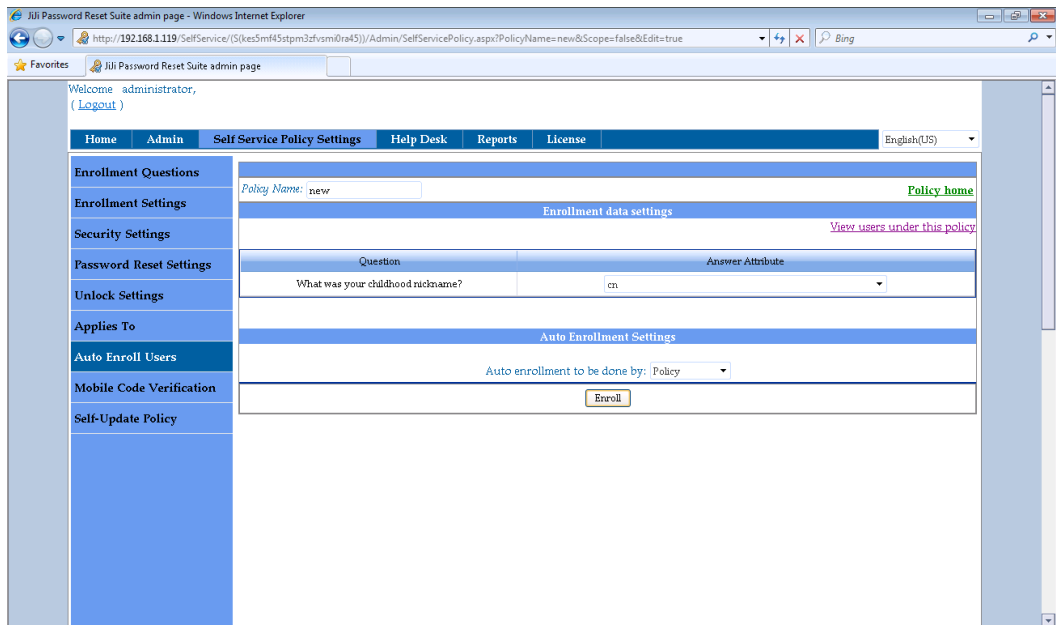 JiJi Password Reset Suite admin page - Windows Internet Explorer
http://192.168.1.119/SelfService/(S(kes5mf45stpm3zfvsmi0ra45))/Admin/SelfServicePolicy.aspx?PolicyName=new&Scope=false&Edit=true
Bing
Favorites
JiJi Password Reset Suite admin page
Welcome administrator,
( Logout )
Home Admin Self Service Policy Settings Help Desk Reports License
English(US)
Enrollment Questions
Enrollment Settings
Security Settings
Password Reset Settings
Unlock Settings
Applies To
Auto Enroll Users
Mobile Code Verification
Self-Update Policy
Policy Name: new
Policy home
Enrollment data settings
View users under this policy
Question Answer Attribute
What was your childhood nickname? cn
Auto Enrollment Settings
Auto enrollment to be done by: Policy
Enroll